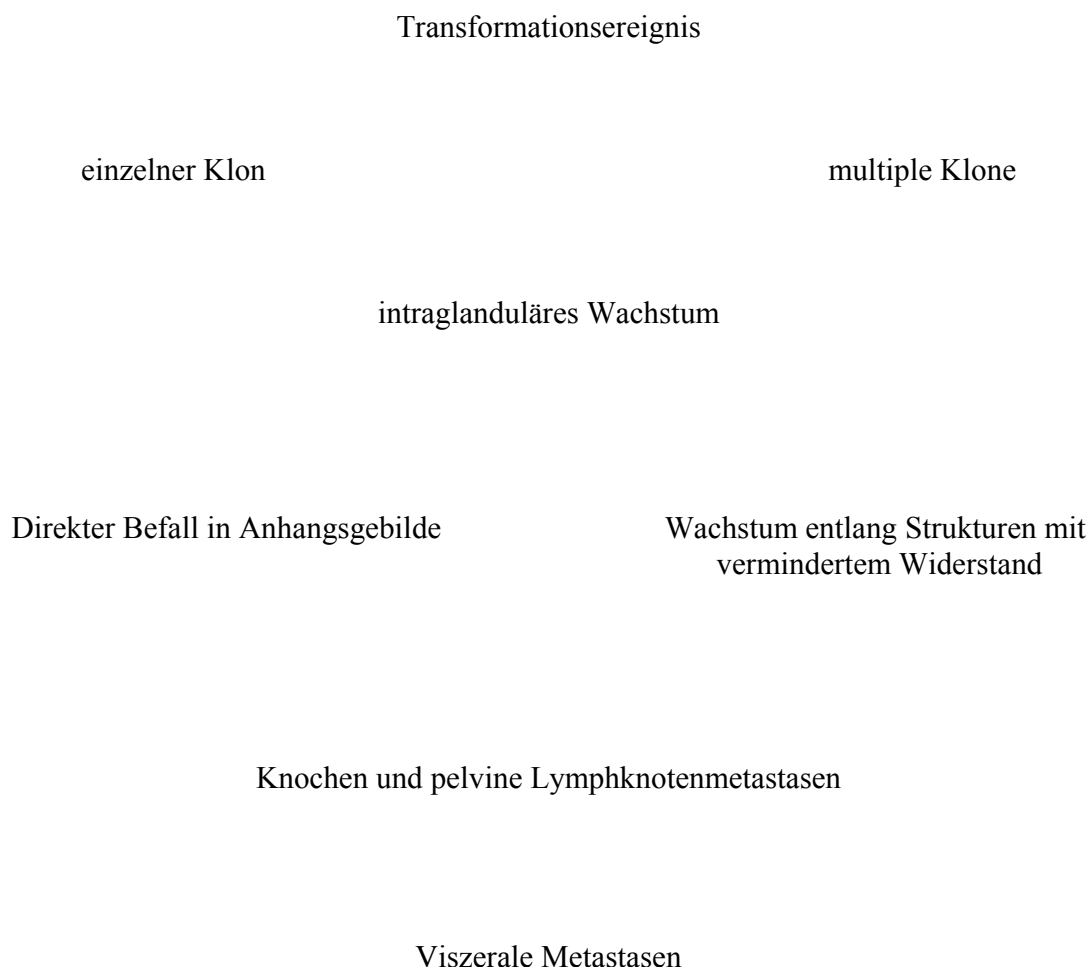 Transformationsereignis
einzelner Klon
multiple Klone
intraglanduläres Wachstum
Direkter Befall in Anhangsgebilde
Wachstum entlang Strukturen mit
vermindertem Widerstand
Knochen und pelvine Lymphknotenmetastasen
Viszerale Metastasen